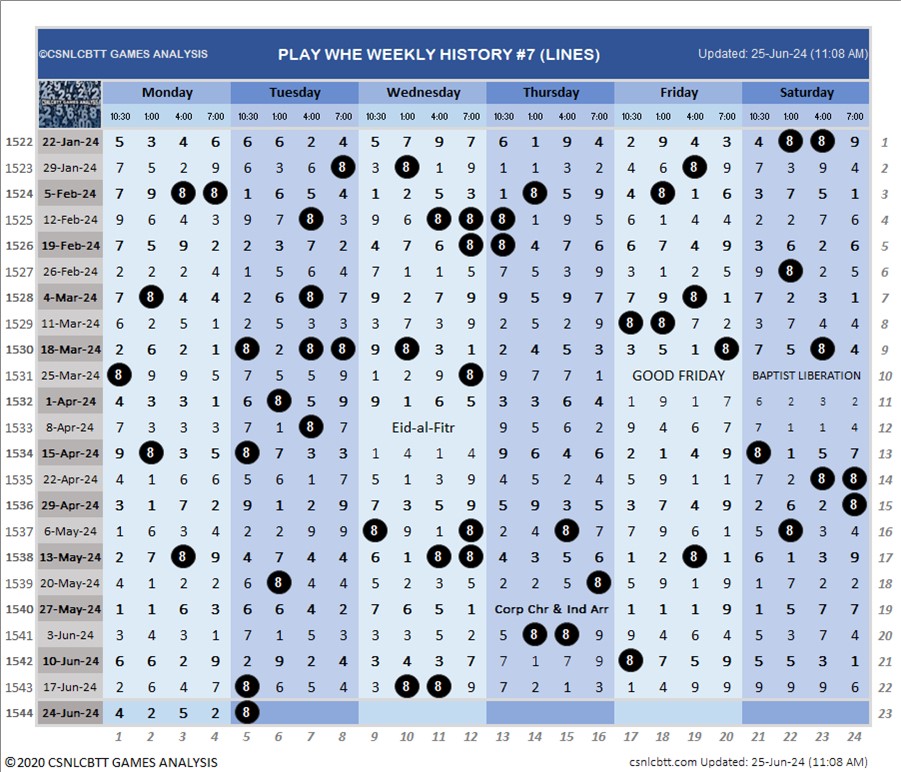 ©CSNLCBTT GAMES ANALYSIS PLAY WHE WEEKLY HISTORY #7 (LINES) Updated: 25-Jun-24 (11:08 AM)
CSNLCBTT GAMES ANALYSIS Monday Tuesday Wednesday Thursday Friday Saturday
10:30 1:00 4:00 7:00 10:30 1:00 4:00 7:00 10:30 1:00 4:00 7:00 10:30 1:00 4:00 7:00 10:30 1:00 4:00 7:00 10:30 1:00 4:00 7:00
1522 22-Jan-24 5 3 4 6 6 6 2 4 5 7 9 7 6 1 9 4 2 9 4 3 4 8 8 9 1
1523 29-Jan-24 7 5 2 9 6 3 6 8 3 8 1 9 1 1 3 2 4 6 8 9 7 3 9 4 2
1524 5-Feb-24 7 9 8 8 1 6 5 4 1 2 5 3 1 8 5 9 4 8 1 6 3 7 5 1 3
1525 12-Feb-24 9 6 4 3 9 7 8 3 9 6 8 8 8 1 9 5 6 1 4 4 2 2 7 6 4
1526 19-Feb-24 7 5 9 2 2 3 7 2 4 7 6 8 8 4 7 6 6 7 4 9 3 6 2 6 5
1527 26-Feb-24 2 2 2 4 1 5 6 4 7 1 1 5 7 5 3 9 3 1 2 5 9 8 2 5 6
1528 4-Mar-24 7 8 4 4 2 6 8 7 9 2 7 9 9 5 9 7 7 9 8 1 7 2 3 1 7
1529 11-Mar-24 6 2 5 1 2 5 3 3 3 7 3 9 2 5 2 9 8 8 7 2 3 7 4 4 8
1530 18-Mar-24 2 6 2 1 8 2 8 8 9 8 3 1 2 4 5 3 3 5 1 8 7 5 8 4 9
1531 25-Mar-24 8 9 9 5 7 5 5 9 1 2 9 8 9 7 7 1 GOOD FRIDAY BAPTIST LIBERATION 10
1532 1-Apr-24 4 3 3 1 6 8 5 9 9 1 6 5 3 3 6 4 1 9 1 7 6 2 3 2 11
1533 8-Apr-24 7 3 3 3 7 1 8 7 Eid-al-Fitr 9 5 6 2 9 4 6 7 7 1 1 4 12
1534 15-Apr-24 9 8 3 5 8 7 3 3 1 4 1 4 9 6 4 6 2 1 4 9 8 1 5 7 13
1535 22-Apr-24 4 1 6 6 5 5 1 6 5 1 3 9 4 5 2 4 5 9 1 1 7 2 8 8 14
1536 29-Apr-24 3 1 7 2 9 1 2 9 7 3 5 9 5 9 3 5 3 7 4 9 2 6 2 8 15
1537 6-May-24 1 6 3 4 2 2 9 9 8 9 1 8 2 4 8 7 7 9 6 1 5 8 3 4 16
1538 13-May-24 2 7 8 9 4 7 4 4 6 1 8 8 4 3 5 6 1 2 8 1 6 1 3 9 17
1539 20-May-24 4 1 2 2 6 8 4 4 5 2 3 5 2 2 5 8 5 9 1 9 1 7 2 2 18
1540 27-May-24 1 1 6 3 6 6 4 2 7 6 5 1 Corp Chr & Ind Arr 1 1 1 9 1 5 7 7 19
1541 3-Jun-24 3 4 3 1 7 1 5 3 3 3 5 2 5 8 8 9 9 4 6 4 5 3 7 4 20
1542 10-Jun-24 6 6 2 9 2 9 2 4 3 4 3 7 7 1 7 9 8 7 5 9 5 5 3 1 21
1543 17-Jun-24 2 6 4 7 8 6 5 4 3 8 8 9 7 2 1 3 1 4 9 9 9 9 9 6 22
1544 24-Jun-24 4 2 5 2 8 23
1 2 3 4 5 6 7 8 9 10 11 12 13 14 15 16 17 18 19 20 21 22 23 24
©2020 CSNLCBTT GAMES ANALYSIS csnlcbtt.com Updated: 25-Jun-24 (11:08 AM)